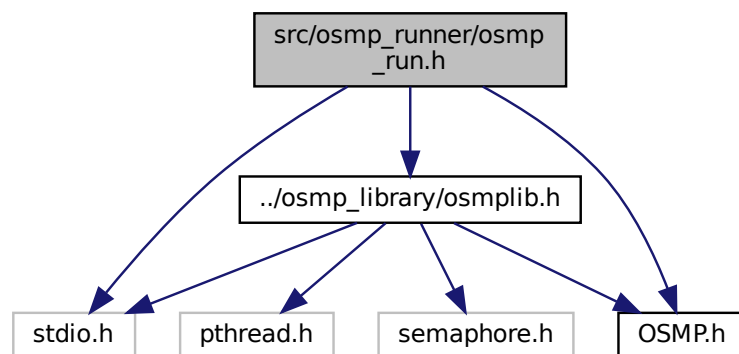 src/osmp_runner/osmp
_run.h
../osmp_library/osmplib.h
stdio.h
pthread.h
semaphore.h
OSMP.h